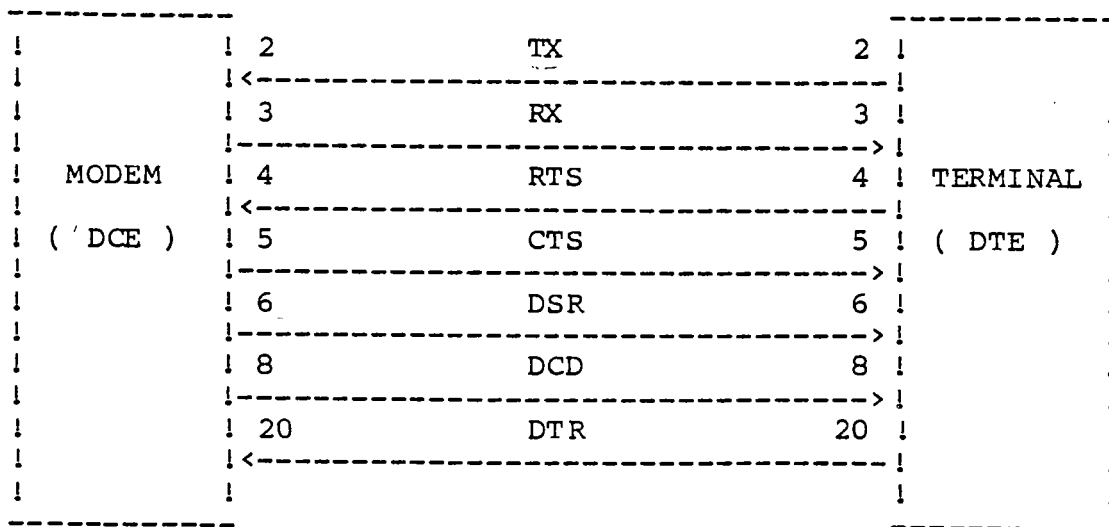 2 TX 2
3 RX 3
MODEM 4 RTS 4 TERMINAL
( DCE ) 5 CTS 5 ( DTE )
6 DSR 6
8 DCD 8
20 DTR 20